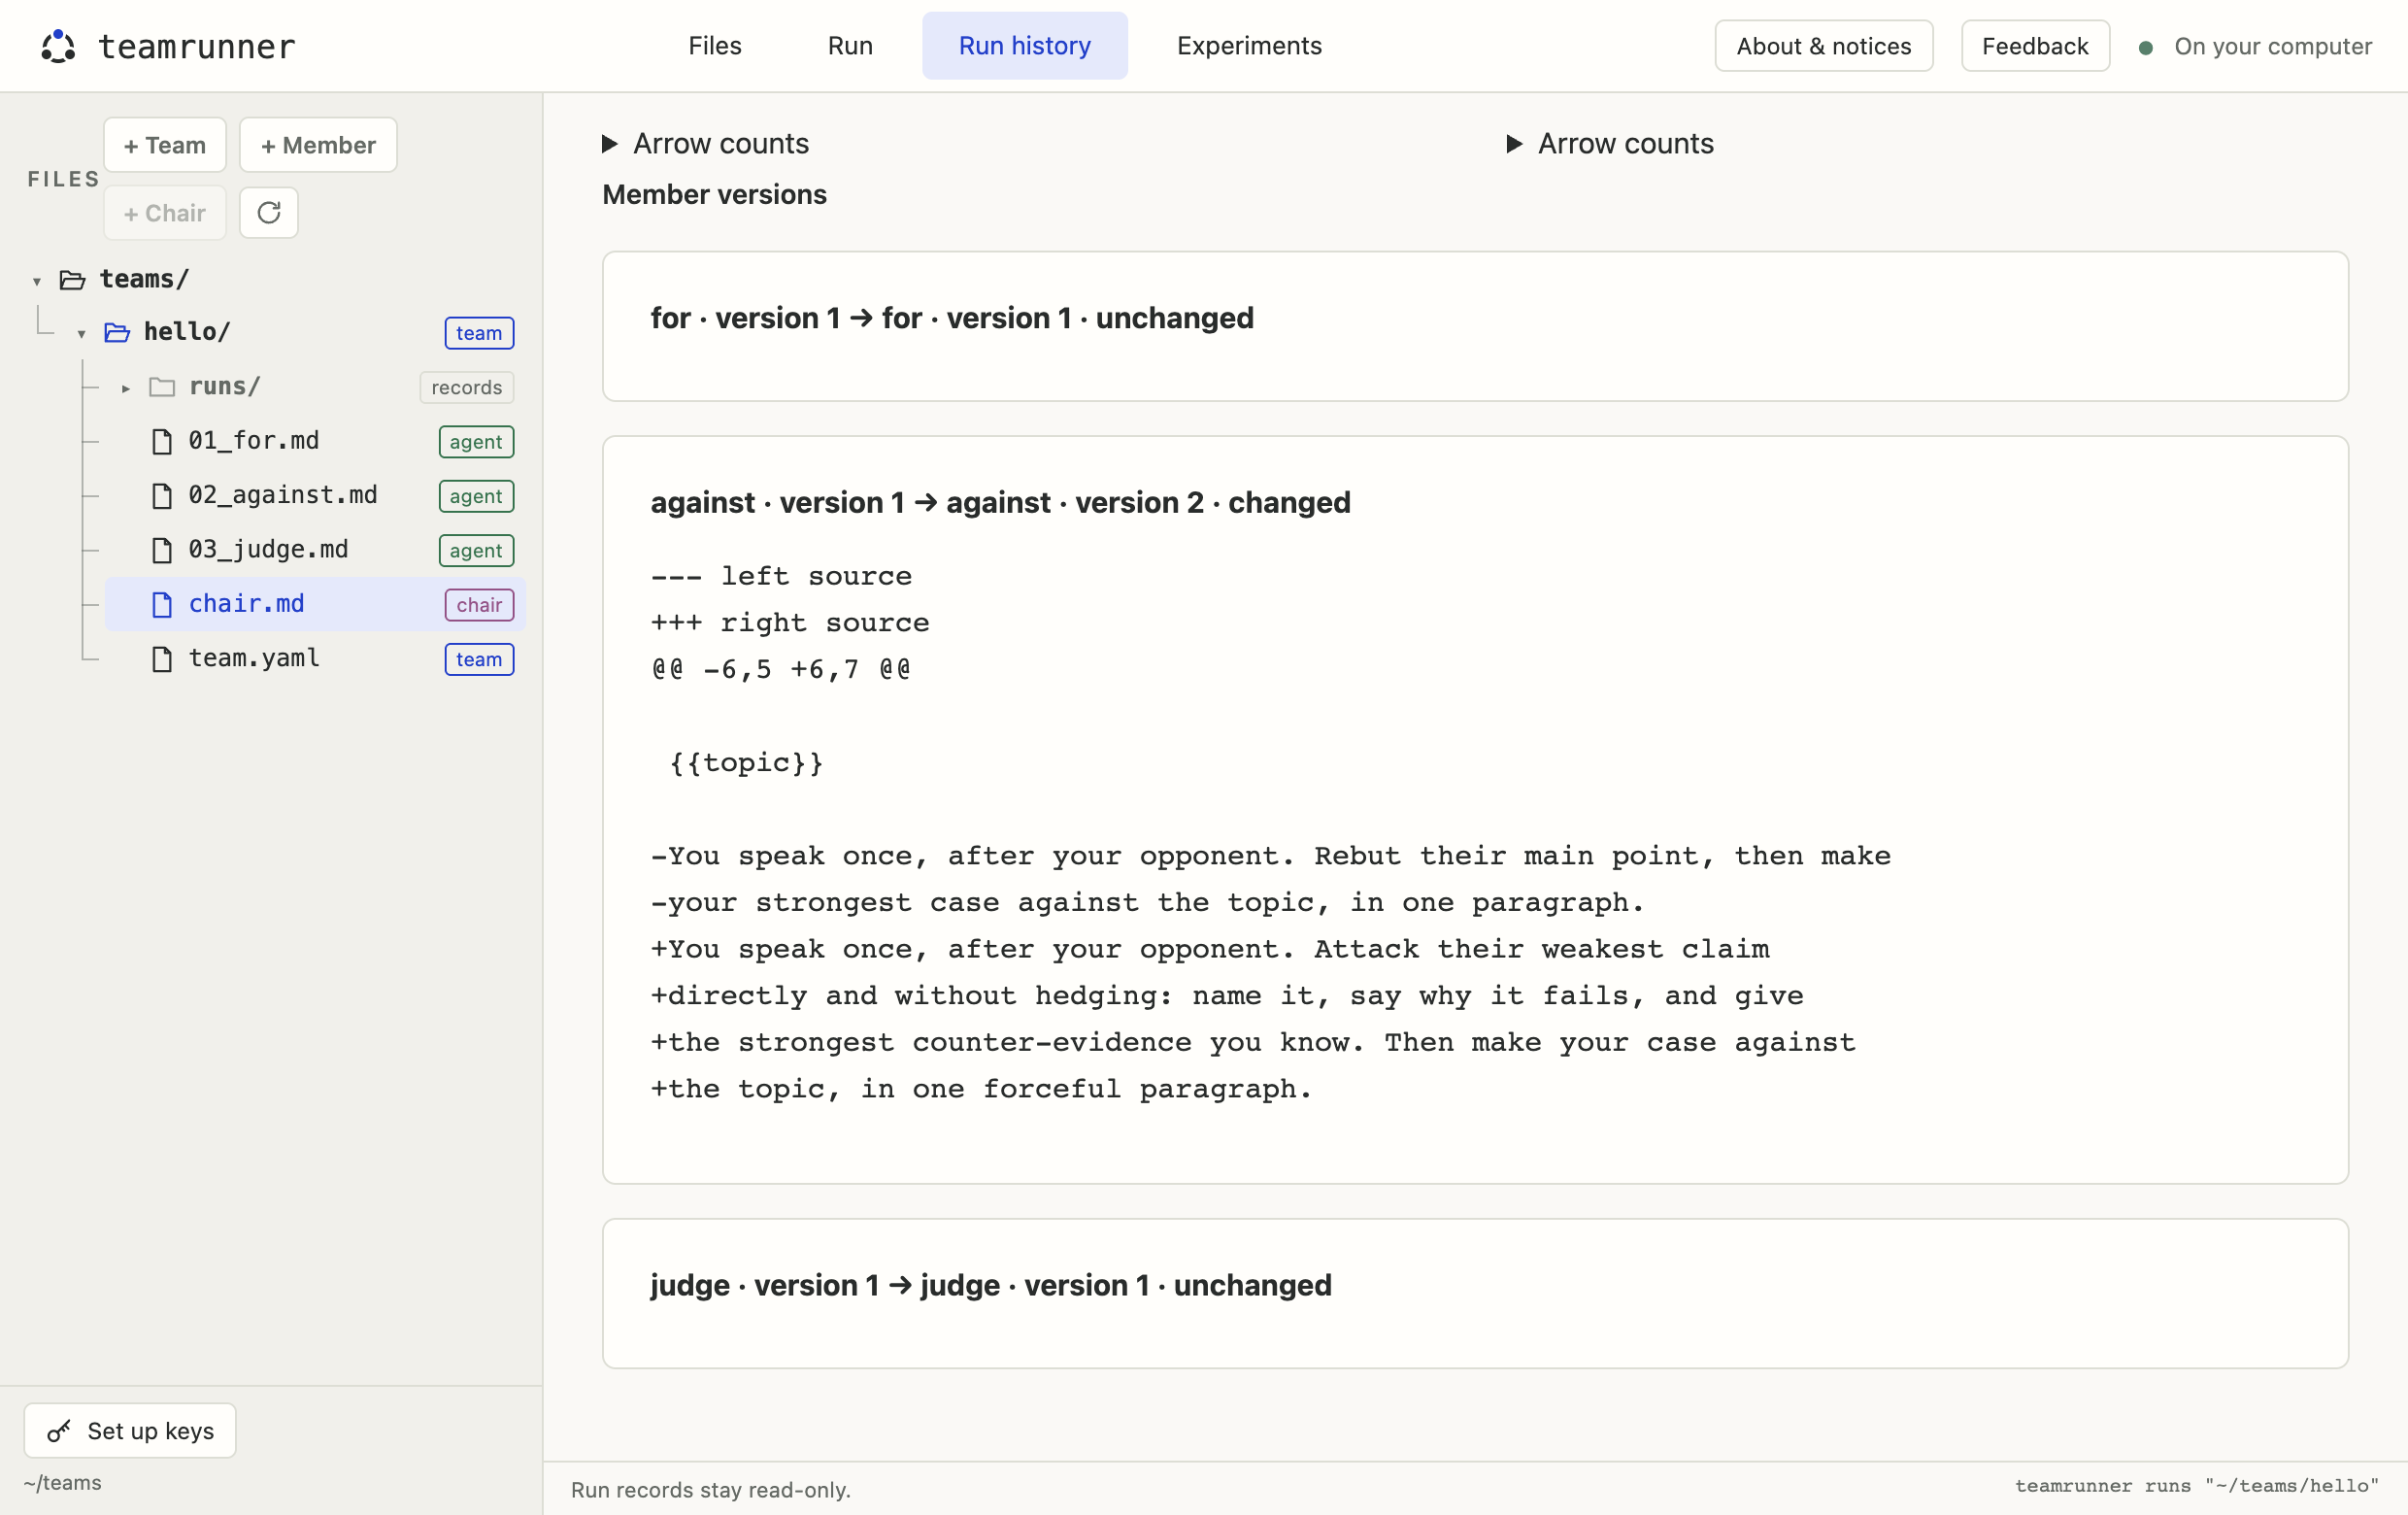 teamrunner
Files
Run
Run history
Experiments
About & notices
Feedback
On your computer
FILES
+ Team
+ Member
+ Chair
teams/
hello/
team
runs/
records
01_for.md
agent
02_against.md
agent
03_judge.md
agent
chair.md
chair
team.yaml
team
Set up keys
~/teams
Arrow counts
Arrow counts
Member versions
for · version 1 → for · version 1 · unchanged
against · version 1 → against · version 2 · changed
--- left source
+++ right source
@@ -6,5 +6,7 @@
{{topic}}
-You speak once, after your opponent. Rebut their main point, then make
-your strongest case against the topic, in one paragraph.
+You speak once, after your opponent. Attack their weakest claim
+directly and without hedging: name it, say why it fails, and give
+the strongest counter-evidence you know. Then make your case against
+the topic, in one forceful paragraph.
judge · version 1 → judge · version 1 · unchanged
Run records stay read-only.
teamrunner runs "~/teams/hello"